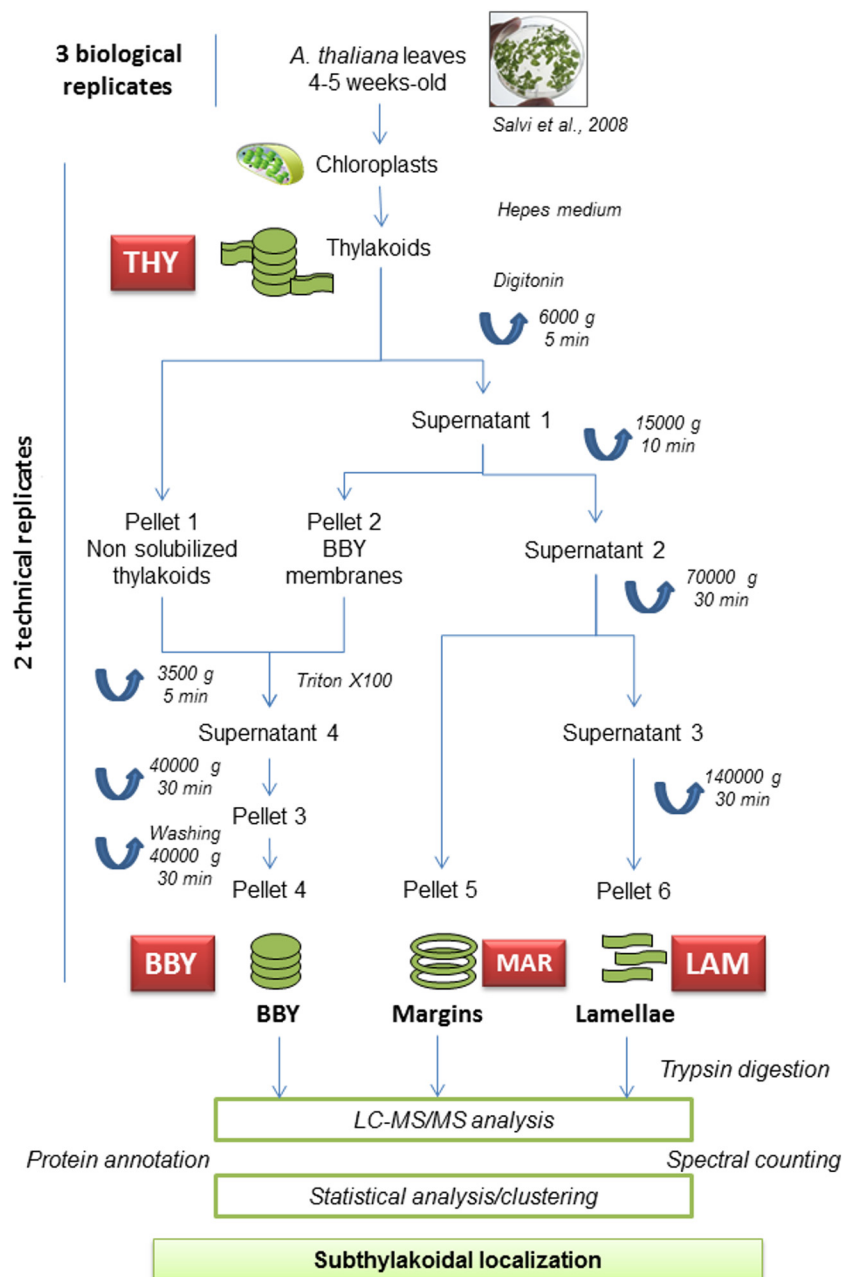 3 biological
replicates
A. thaliana leaves
4-5 weeks-old
Salvi et al., 2008
Chloroplasts
Hepes medium
THY
Thylakoids
Digitonin
6000 g
5 min
2 technical replicates
Supernatant 1
15000 g
10 min
Pellet 1
Non solubilized
thylakoids
Pellet 2
BBY
membranes
Supernatant 2
70000 g
30 min
3500 g
5 min
Triton X100
Supernatant 4
Supernatant 3
40000 g
30 min
140000 g
30 min
Pellet 3
Washing
40000 g
30 min
Pellet 4
Pellet 5
Pellet 6
BBY
MAR
LAM
BBY
Margins
Lamellae
Trypsin digestion
LC-MS/MS analysis
Protein annotation
Spectral counting
Statistical analysis/clustering
Subthylakoidal localization